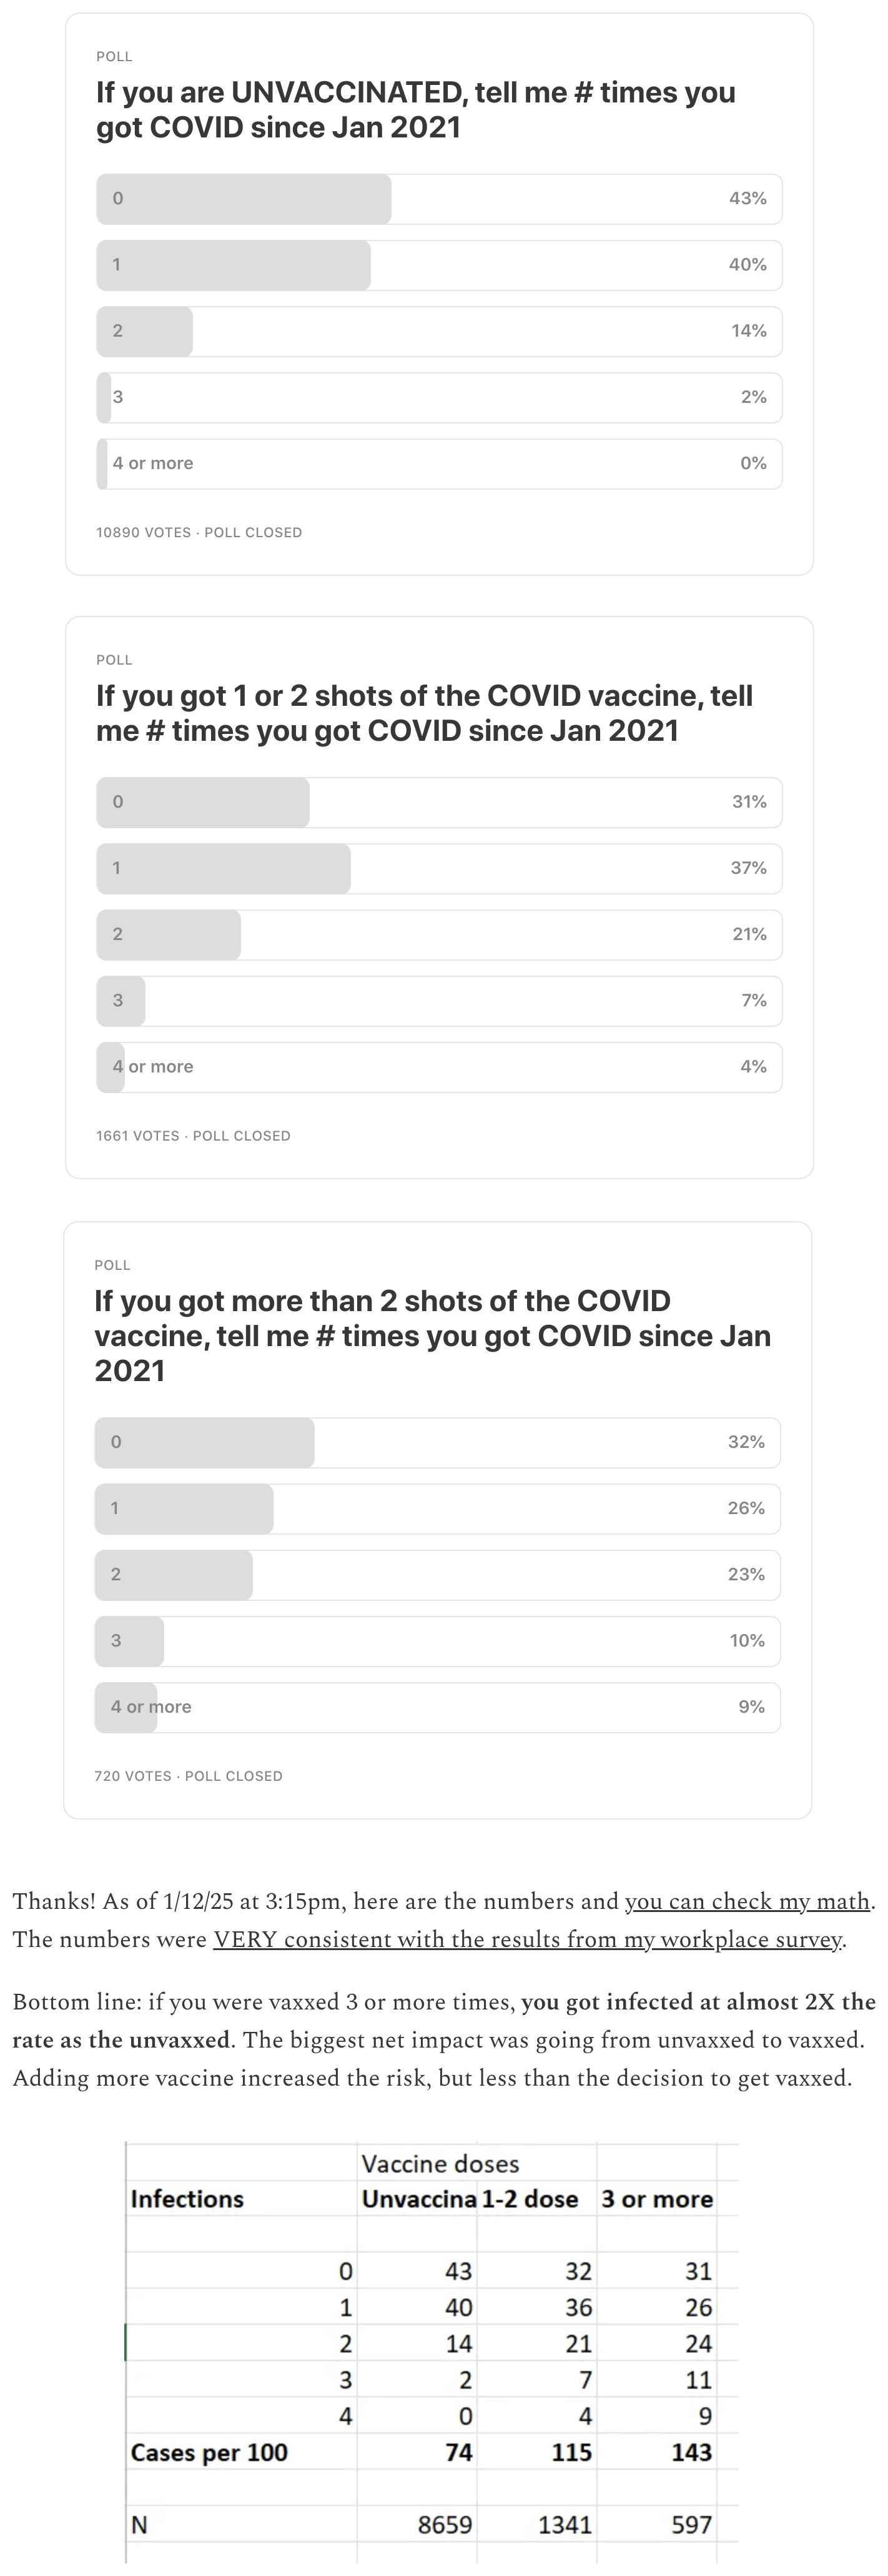 POLL
If you are UNVACCINATED, tell me # times you
got COVID since Jan 2021
0 43%
1 40%
2 14%
3 2%
4 or more 0%
10890 VOTES · POLL CLOSED
POLL
If you got 1 or 2 shots of the COVID vaccine, tell
me # times you got COVID since Jan 2021
0 31%
1 37%
2 21%
3 7%
4 or more 4%
1661 VOTES · POLL CLOSED
POLL
If you got more than 2 shots of the COVID
vaccine, tell me # times you got COVID since Jan
2021
0 32%
1 26%
2 23%
3 10%
4 or more 9%
720 VOTES · POLL CLOSED
Thanks! As of 1/12/25 at 3:15pm, here are the numbers and you can check my math.
The numbers were VERY consistent with the results from my workplace survey.
Bottom line: if you were vaxxed 3 or more times, you got infected at almost 2X the
rate as the unvaxxed. The biggest net impact was going from unvaxxed to vaxxed.
Adding more vaccine increased the risk, but less than the decision to get vaxxed.
Vaccine doses
Infections Unvaccina 1-2 dose 3 or more
0 43 32 31
1 40 36 26
2 14 21 24
3 2 7 11
4 0 4 9
Cases per 100 74 115 143
N 8659 1341 597